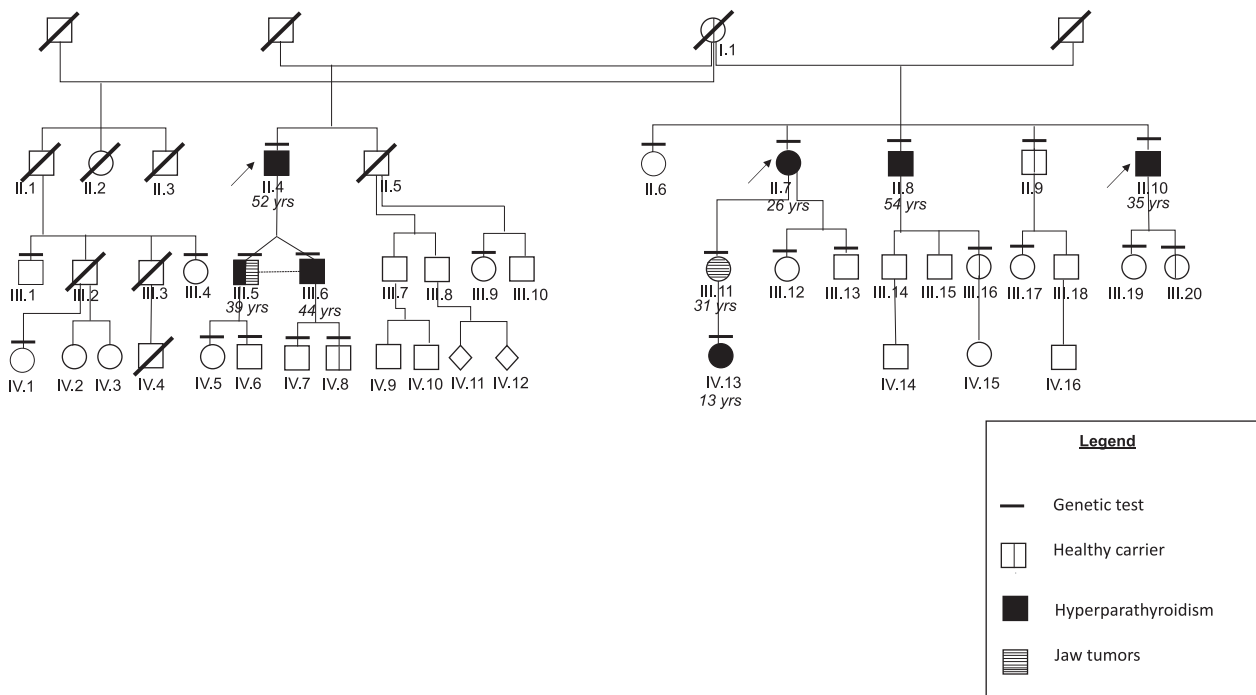 I.1
II.1 II.2 II.3 II.4 II.5 II.6 II.7 II.8 II.9 II.10
52 yrs 26 yrs 54 yrs 35 yrs
III.1 III.2 III.3 III.4 III.5 III.6 III.7 III.8 III.9 III.10 III.11 III.12 III.13 III.14 III.15 III.16 III.17 III.18 III.19 III.20
39 yrs 44 yrs 31 yrs
IV.1 IV.2 IV.3 IV.4 IV.5 IV.6 IV.7 IV.8 IV.9 IV.10 IV.11 IV.12 IV.13 IV.14 IV.15 IV.16
13 yrs
Legend
Genetic test
Healthy carrier
Hyperparathyroidism
Jaw tumors